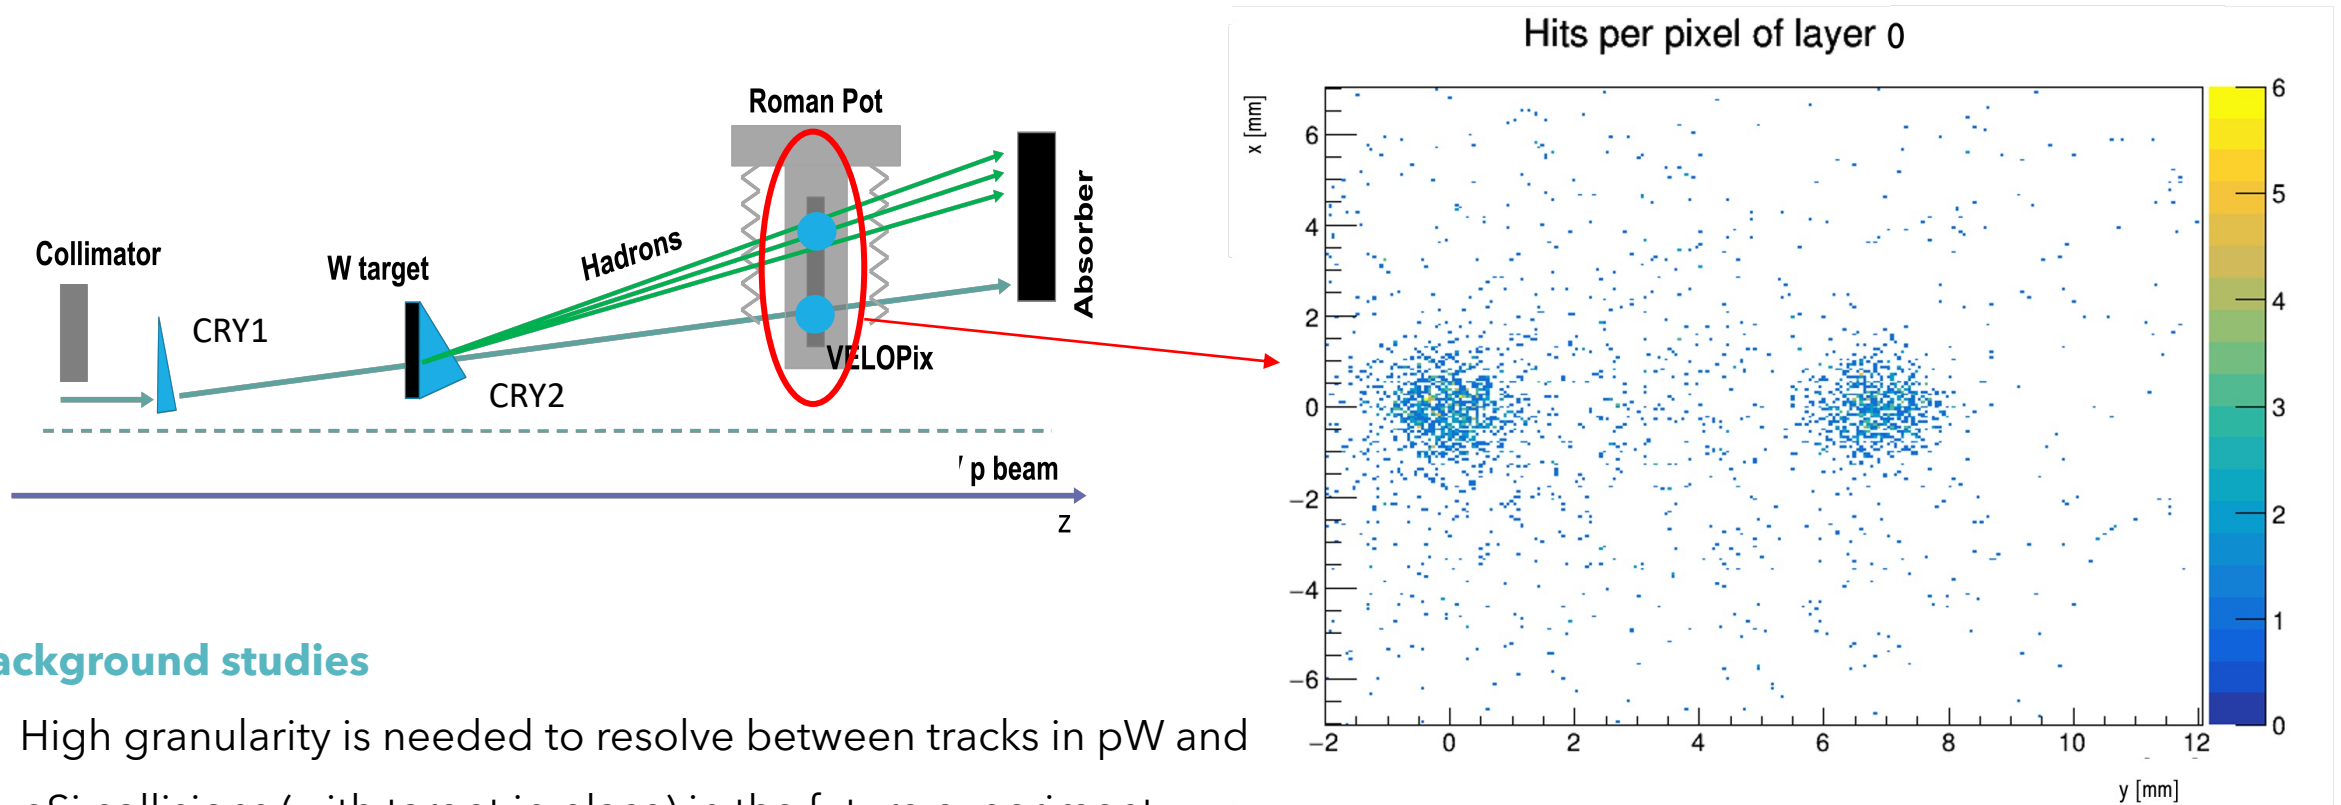 Roman Pot
Collimator
W target
Hadrons
CRY1
CRY2
VELOPix
Absorber
p beam
z
Hits per pixel of layer 0
x [mm]
6
4
2
0
−2
−4
−6
−2 0 2 4 6 8 10 12
y [mm]
6
5
4
3
2
1
0
ackground studies
High granularity is needed to resolve between tracks in pW and